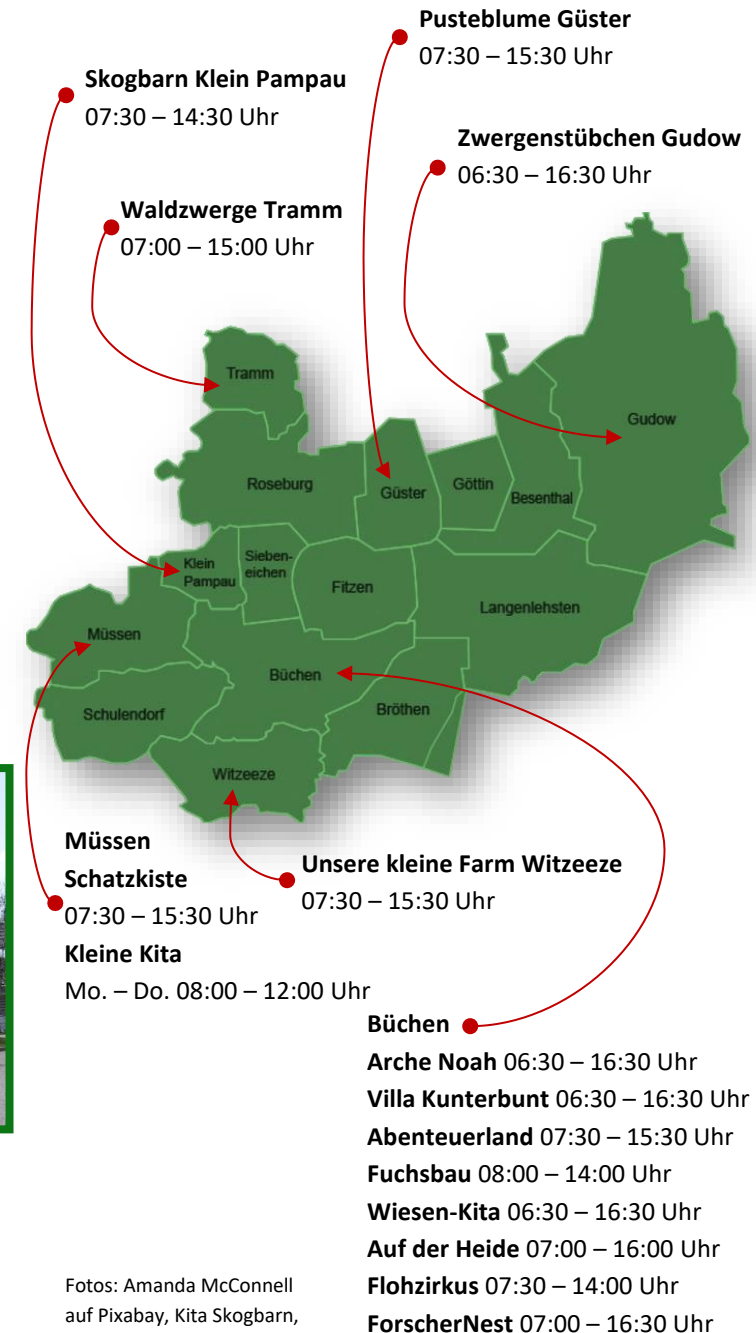 Pusteblume Güster
07:30 – 15:30 Uhr
Skogbarn Klein Pampau
07:30 – 14:30 Uhr
Zwergenstübchen Gudow
06:30 – 16:30 Uhr
Waldzwerge Tramm
07:00 – 15:00 Uhr
Tramm
Gudow
Roseburg
Güster
Göttin
Besenthal
Klein
Pampau
Sieben-
eichen
Fitzen
Langenlehsten
Müssen
Büchen
Bröthen
Schulendorf
Witzeeze
Müssen
Schatzkiste
07:30 – 15:30 Uhr
Kleine Kita
Mo. – Do. 08:00 – 12:00 Uhr
Unsere kleine Farm Witzeeze
07:30 – 15:30 Uhr
Büchen
Arche Noah 06:30 – 16:30 Uhr
Villa Kunterbunt 06:30 – 16:30 Uhr
Abenteuerland 07:30 – 15:30 Uhr
Fuchsbau 08:00 – 14:00 Uhr
Wiesen-Kita 06:30 – 16:30 Uhr
Auf der Heide 07:00 – 16:00 Uhr
Flohzirkus 07:30 – 14:00 Uhr
ForscherNest 07:00 – 16:30 Uhr
Fotos: Amanda McConnell
auf Pixabay, Kita Skogbarn,